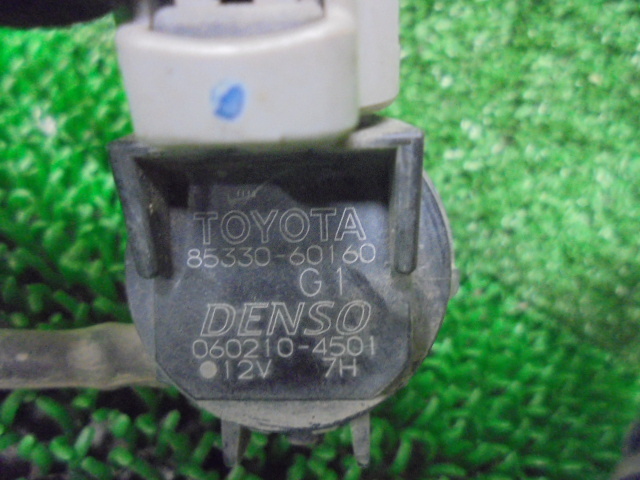 TOYOTA
85330-60160
G1
DENSO
060210-4501
12V 7H